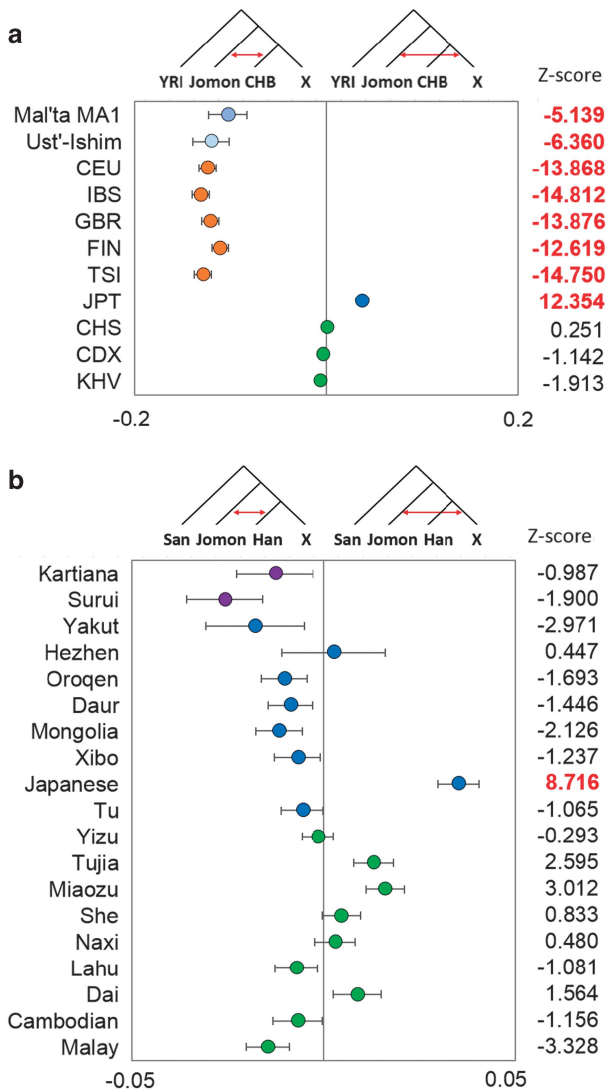 a
YRI Jomon CHB X YRI Jomon CHB X Z-score
Mal'ta MA1 -5.139
Ust'-Ishim -6.360
CEU -13.868
IBS -14.812
GBR -13.876
FIN -12.619
TSI -14.750
JPT 12.354
CHS 0.251
CDX -1.142
KHV -1.913
-0.2 0.2
b
San Jomon Han X San Jomon Han X Z-score
Kartiana -0.987
Surui -1.900
Yakut -2.971
Hezhen 0.447
Oroqen -1.693
Daur -1.446
Mongolia -2.126
Xibo -1.237
Japanese 8.716
Tu -1.065
Yizu -0.293
Tujia 2.595
Miaozu 3.012
She 0.833
Naxi 0.480
Lahu -1.081
Dai 1.564
Cambodian -1.156
Malay -3.328
-0.05 0.05